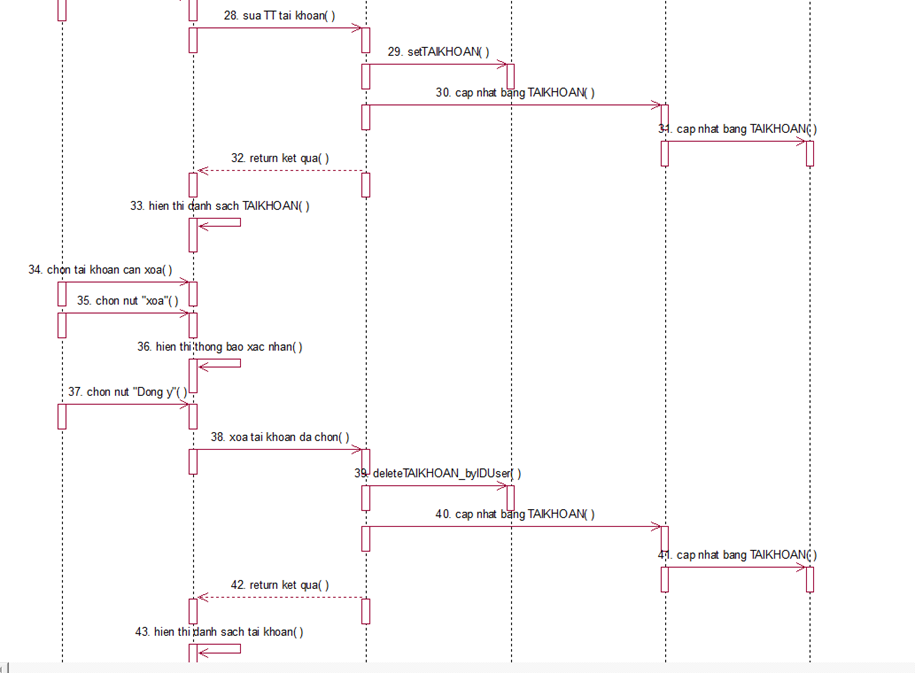 28. sua TT tai khoan( )
29. setTAIKHOAN( )
30. cap nhat bang TAIKHOAN( )
31. cap nhat bang TAIKHOAN( )
32. return ket qua( )
33. hien thi danh sach TAIKHOAN( )
34. chon tai khoan can xoa( )
35. chon nut "xoa"( )
36. hien thi thong bao xac nhan( )
37. chon nut "Dong y"( )
38. xoa tai khoan da chon( )
39. deleteTAIKHOAN_byIDUser( )
40. cap nhat bang TAIKHOAN( )
41. cap nhat bang TAIKHOAN( )
42. return ket qua( )
43. hien thi danh sach tai khoan( )